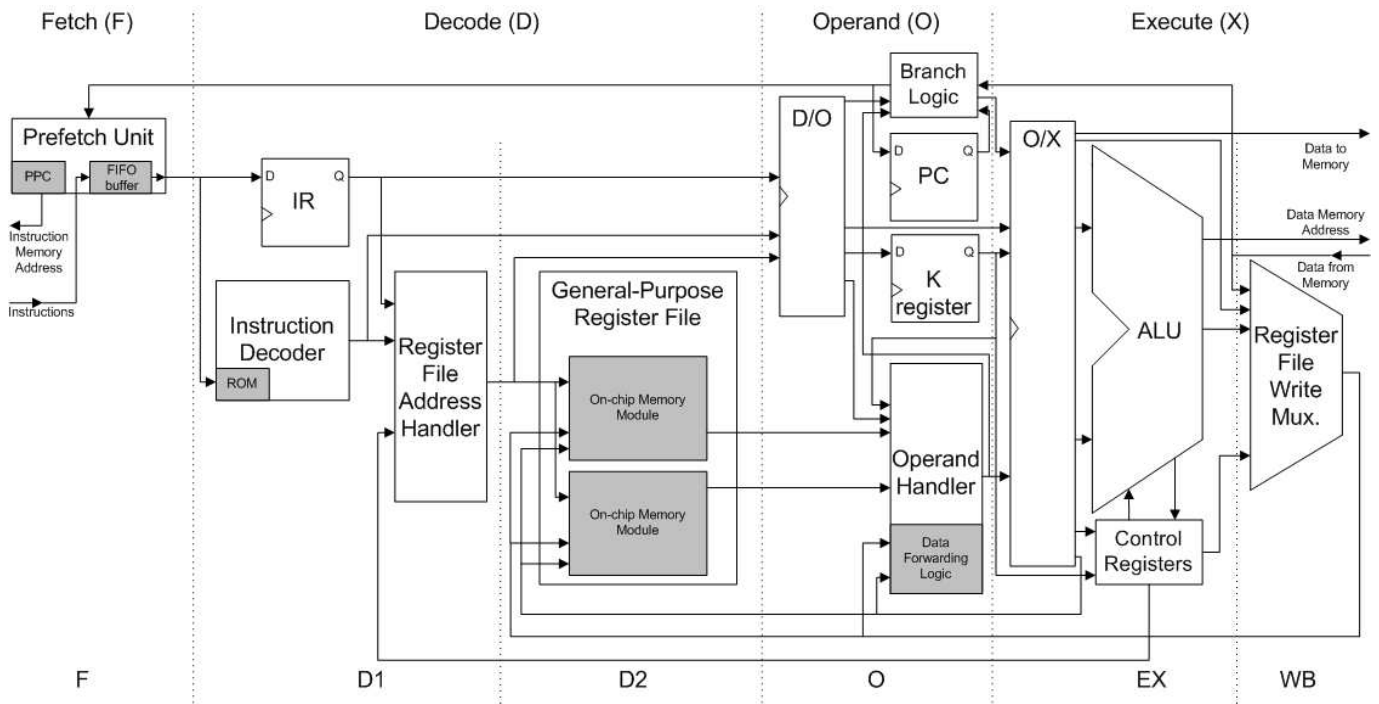 Fetch (F)
Decode (D)
Operand (O)
Execute (X)
Prefetch Unit
PPC
FIFO
buffer
Instruction
Memory
Address
Instructions
D
Q
IR
Instruction
Decoder
ROM
Register
File
Address
Handler
General-Purpose
Register File
On-chip Memory
Module
On-chip Memory
Module
D/O
Branch
Logic
D
Q
PC
D
Q
K
register
Operand
Handler
Data
Forwarding
Logic
O/X
ALU
Control
Registers
Data to
Memory
Data Memory
Address
Data from
Memory
Register
File
Write
Mux.
F
D1
D2
O
EX
WB